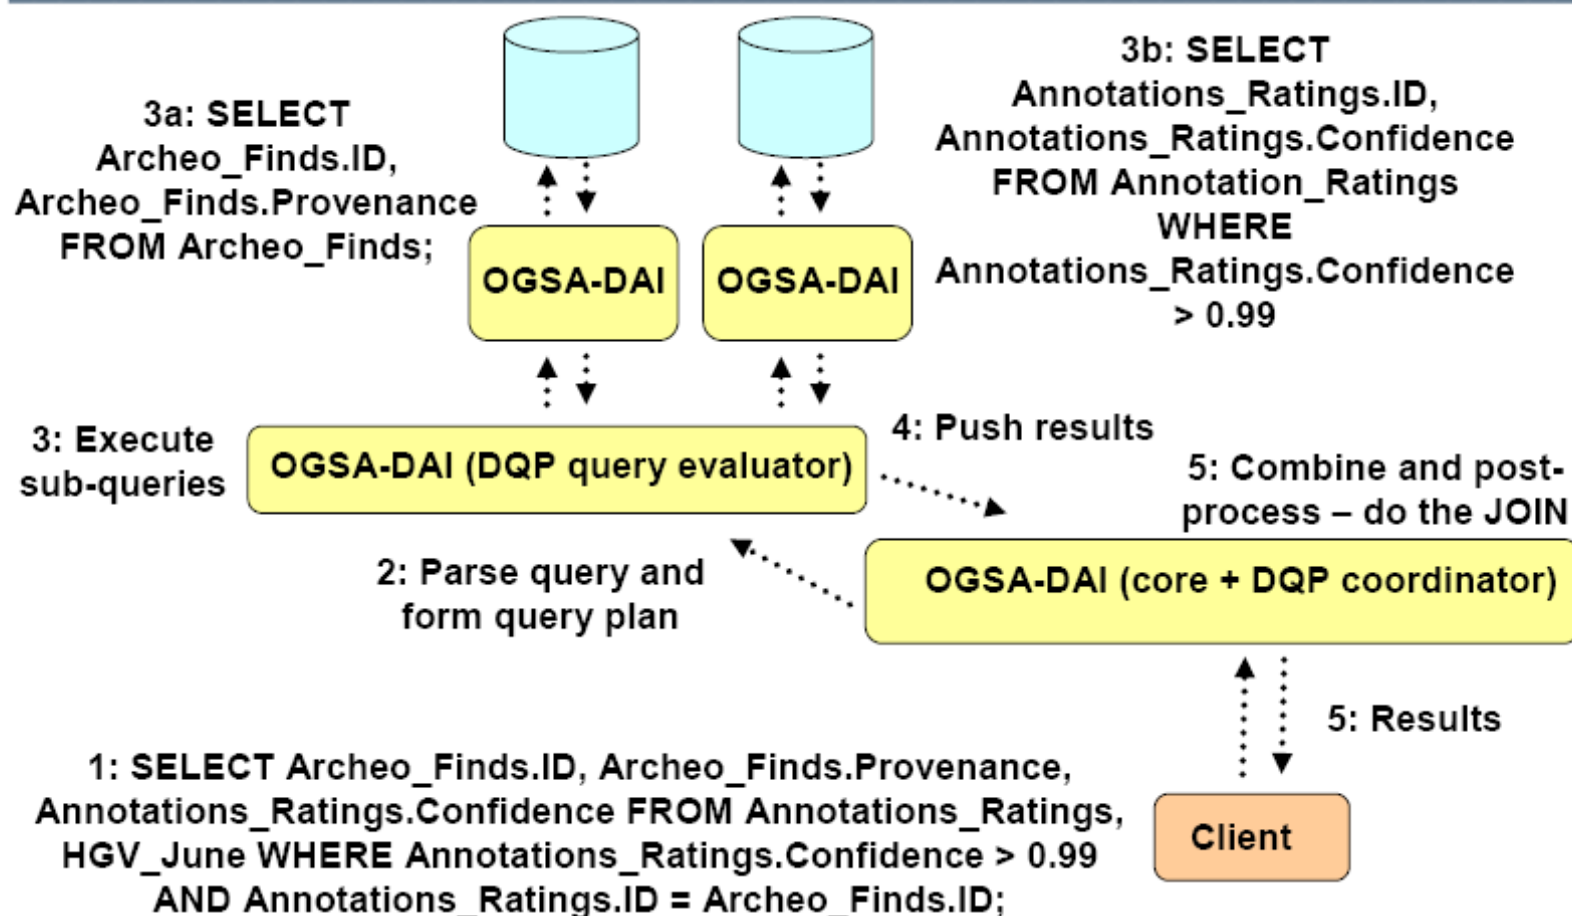 3a: SELECT
Archeo_Finds.ID,
Archeo_Finds.Provenance
FROM Archeo_Finds;
3b: SELECT
Annotations_Ratings.ID,
Annotations_Ratings.Confidence
FROM Annotation_Ratings
WHERE
Annotations_Ratings.Confidence
> 0.99
OGSA-DAI
OGSA-DAI
3: Execute
sub-queries
OGSA-DAI (DQP query evaluator)
4: Push results
5: Combine and post-
process – do the JOIN
2: Parse query and
form query plan
OGSA-DAI (core + DQP coordinator)
5: Results
1: SELECT Archeo_Finds.ID, Archeo_Finds.Provenance,
Annotations_Ratings.Confidence FROM Annotations_Ratings,
HGV_June WHERE Annotations_Ratings.Confidence > 0.99
AND Annotations_Ratings.ID = Archeo_Finds.ID;
Client